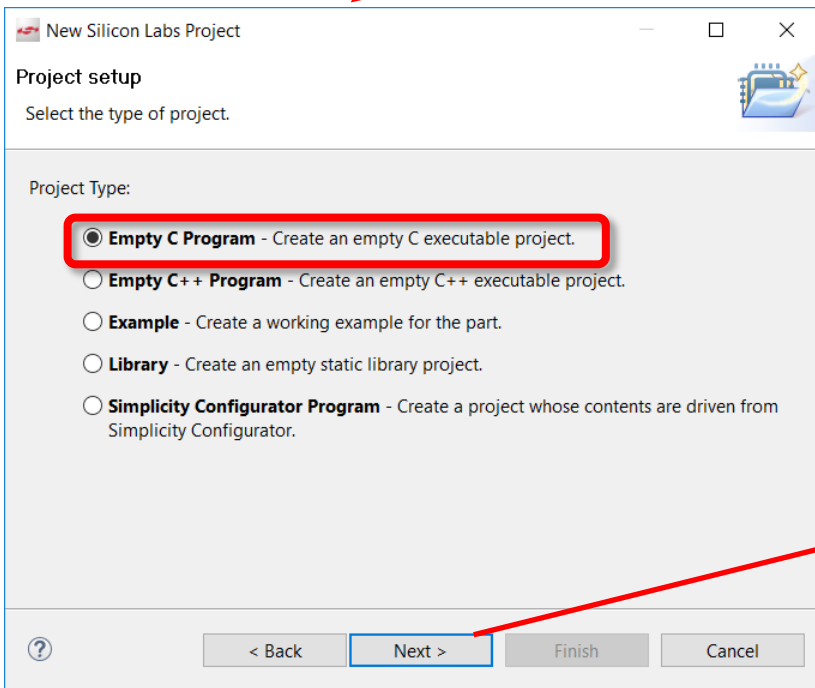 New Silicon Labs Project
Project setup
Select the type of project.
Project Type:
Empty C Program - Create an empty C executable project.
Empty C++ Program - Create an empty C++ executable project.
Example - Create a working example for the part.
Library - Create an empty static library project.
Simplicity Configurator Program - Create a project whose contents are driven from
Simplicity Configurator.
? < Back Next > Finish Cancel